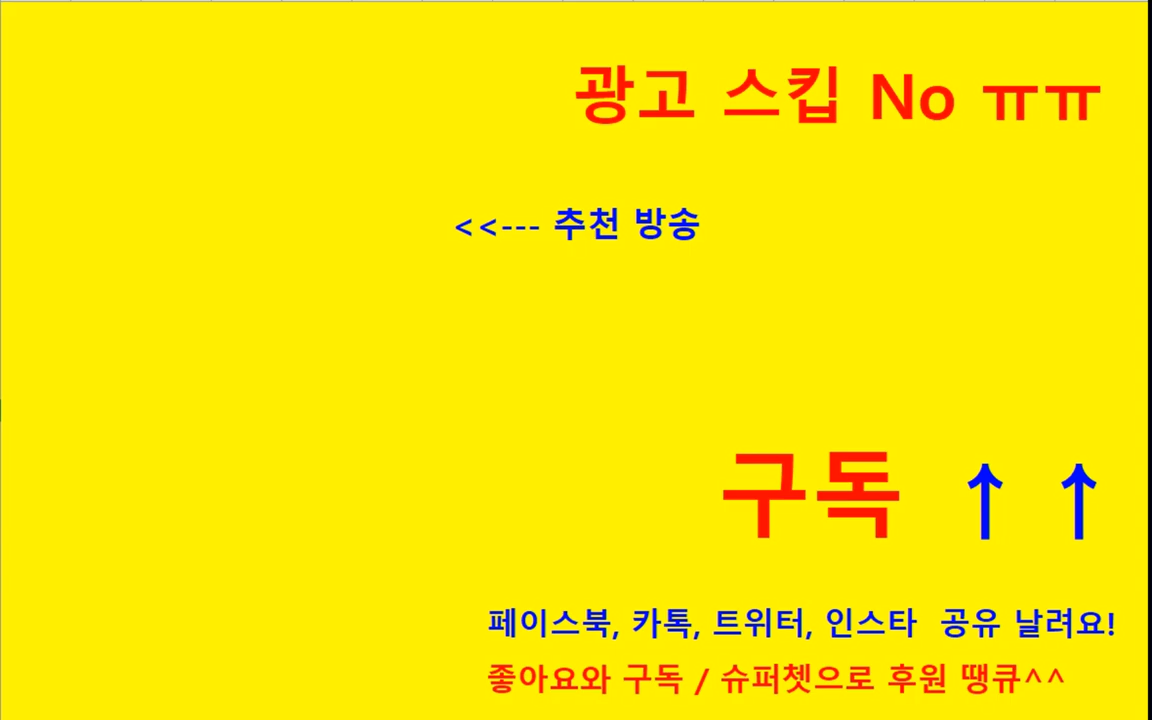 광고 스킵 No ㅠㅠ
<<--- 추천 방송
구독 ↑ ↑
페이스북, 카톡, 트위터, 인스타 공유 날려요!
좋아요와 구독 / 슈퍼쳇으로 후원 땡큐^^